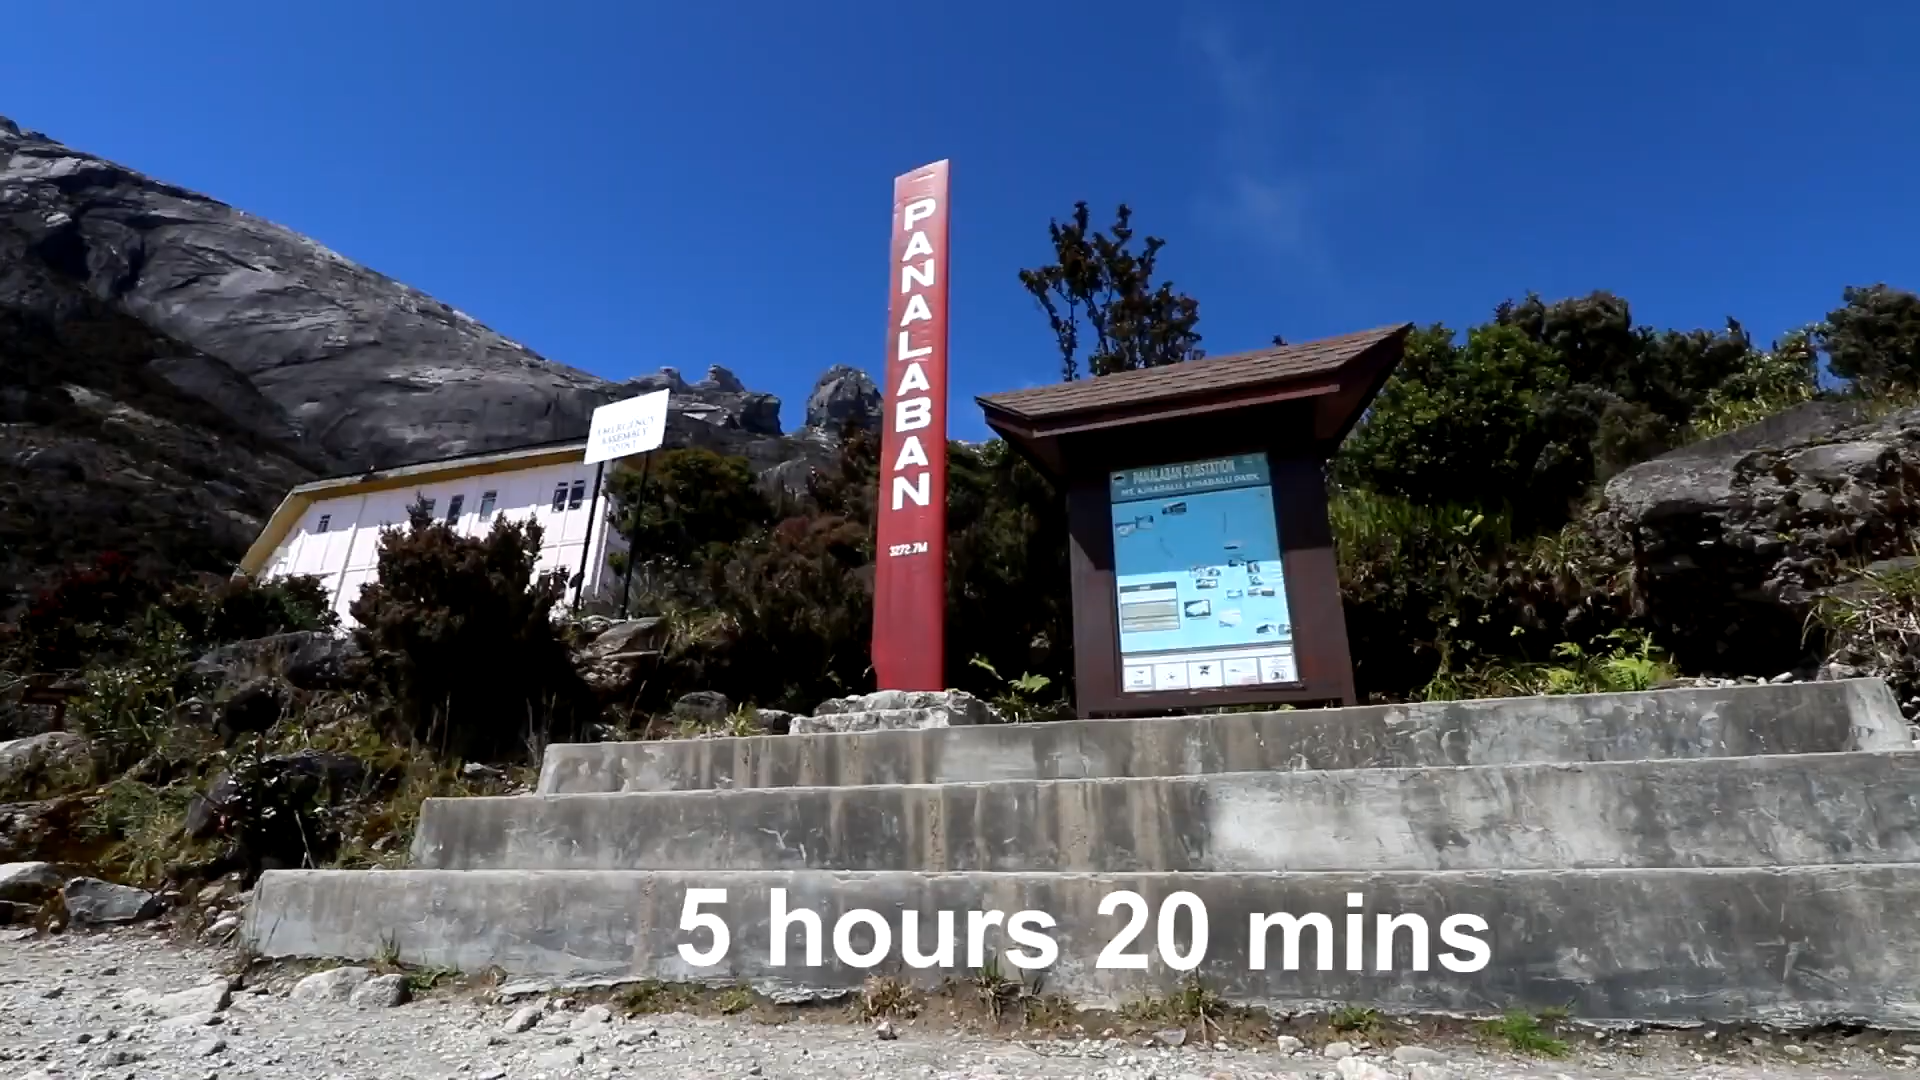 PANALABAN
3272.7M
EMERGENCY
ASSEMBLY
POINT
PANALABAN SUBSTATION
MT. KINABALU, KINABALU PARK
5 hours 20 mins